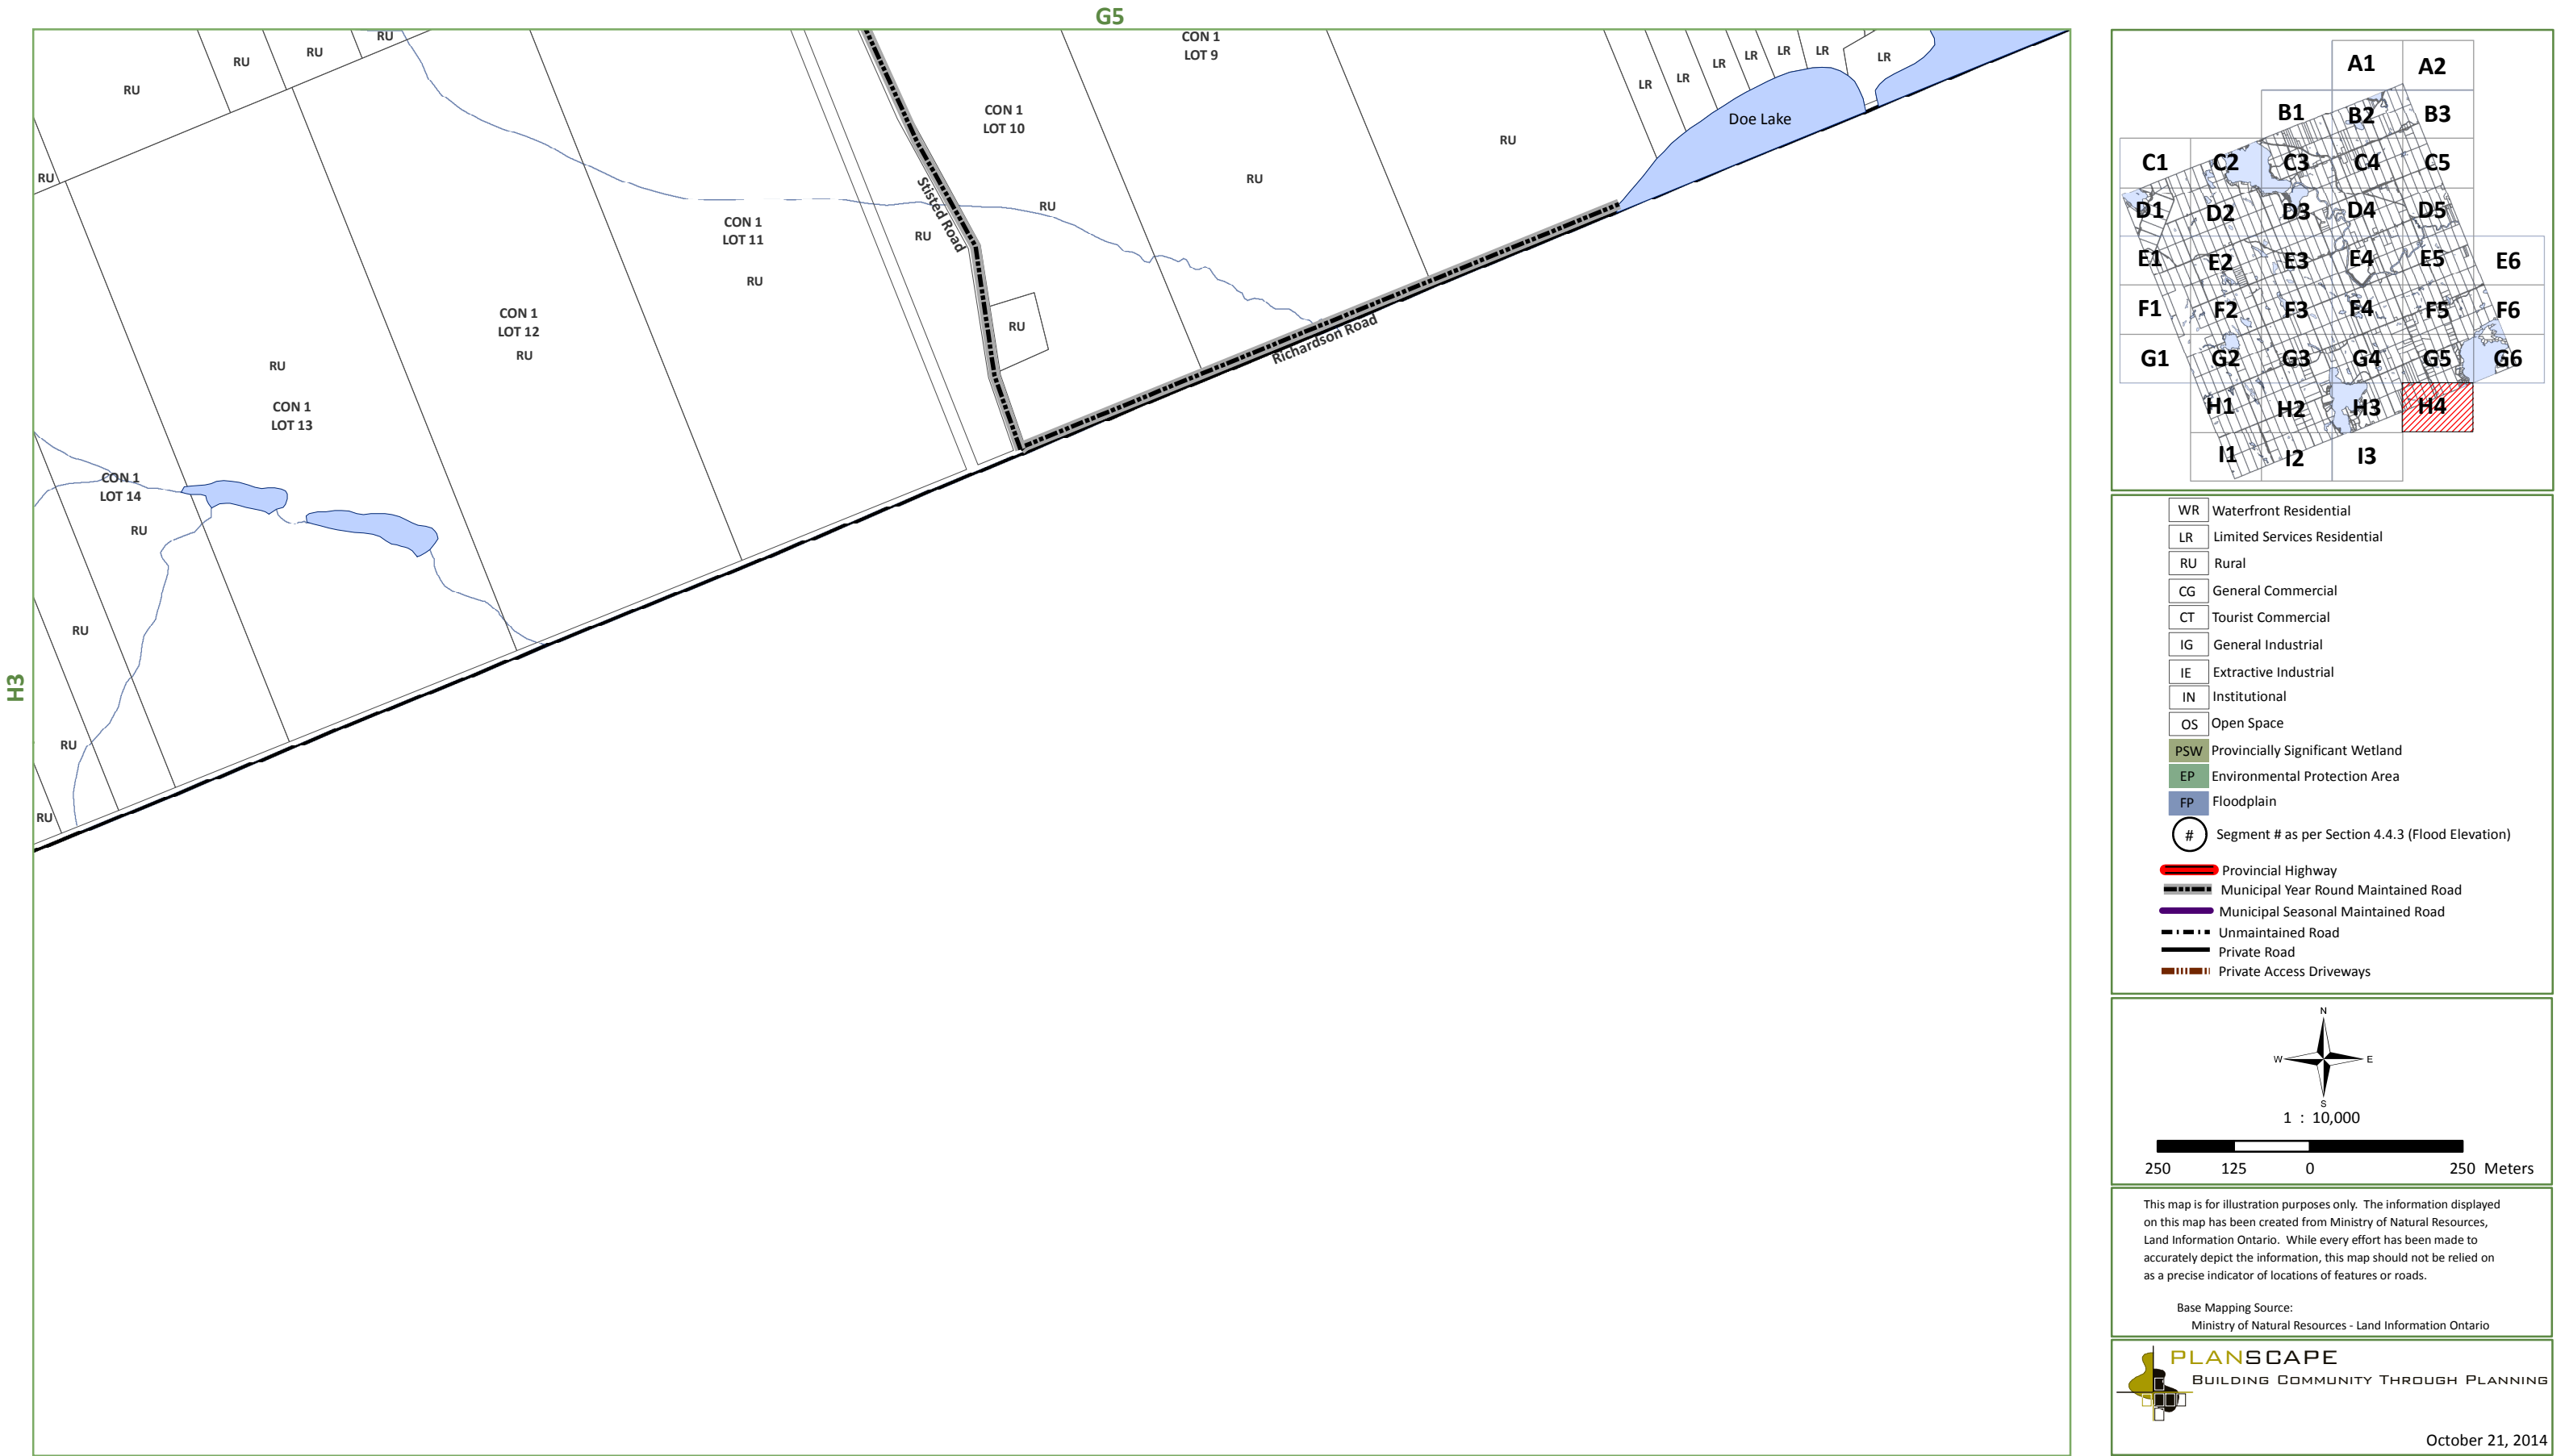 G5
H3
RU
RU
RU
RU
RU
CON 1
LOT 9
CON 1
LOT 10
RU
RU
RU
LR
LR
LR
LR
LR
LR
LR
Doe Lake
Stisted Road
RU
CON 1
LOT 11
RU
CON 1
LOT 12
RU
RU
CON 1
LOT 13
RU
Richardson Road
CON 1
LOT 14
RU
RU
RU
RU
A1 A2
B1 B2 B3
C1 C2 C3 C4 C5
D1 D2 D3 D4 D5
E1 E2 E3 E4 E5 E6
F1 F2 F3 F4 F5 F6
G1 G2 G3 G4 G5 G6
H1 H2 H3 H4
I1 I2 I3
WR Waterfront Residential
LR Limited Services Residential
RU Rural
CG General Commercial
CT Tourist Commercial
IG General Industrial
IE Extractive Industrial
IN Institutional
OS Open Space
PSW Provincially Significant Wetland
EP Environmental Protection Area
FP Floodplain
# Segment # as per Section 4.4.3 (Flood Elevation)
Provincial Highway
Municipal Year Round Maintained Road
Municipal Seasonal Maintained Road
Unmaintained Road
Private Road
Private Access Driveways
N
W E
S
1 : 10,000
250 125 0 250 Meters
This map is for illustration purposes only. The information displayed
on this map has been created from Ministry of Natural Resources,
Land Information Ontario. While every effort has been made to
accurately depict the information, this map should not be relied on
as a precise indicator of locations of features or roads.
Base Mapping Source:
Ministry of Natural Resources - Land Information Ontario
PLANSCAPE
BUILDING COMMUNITY THROUGH PLANNING
October 21, 2014